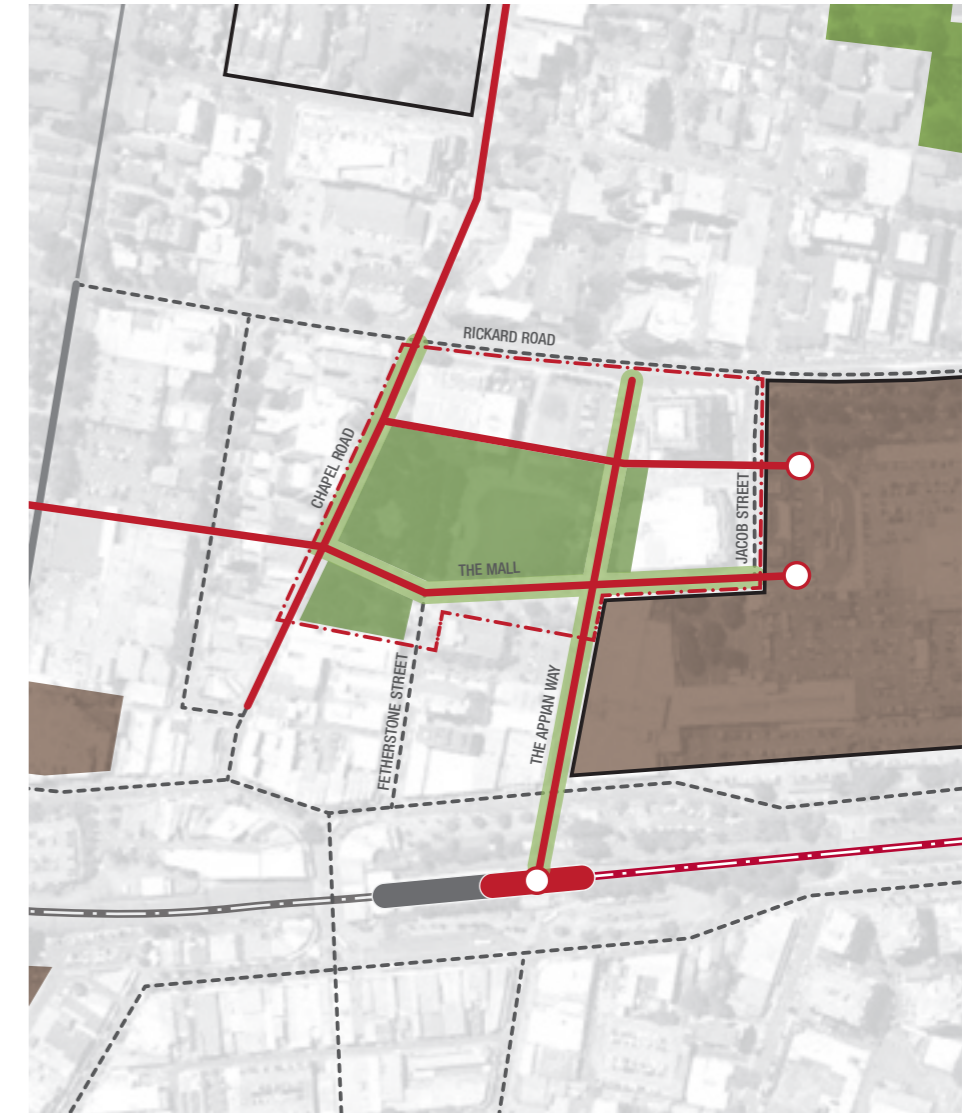 RICKARD ROAD
CHAPEL ROAD
JACOB STREET
THE MALL
FETHERSTONE STREET
THE APPIAN WAY